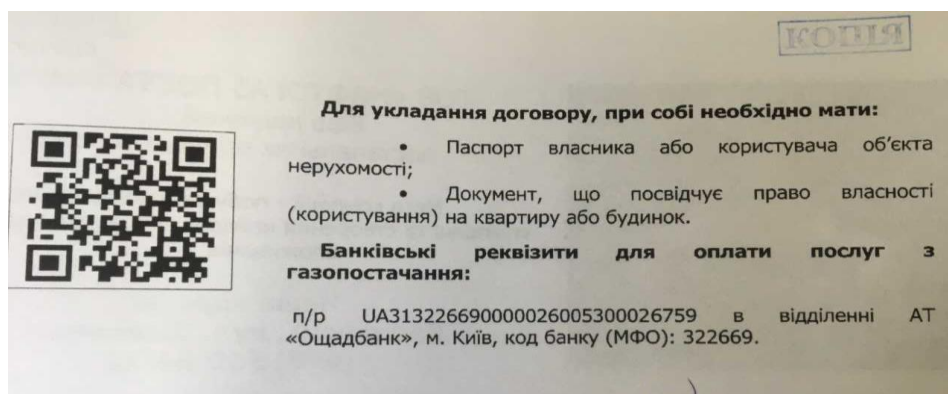 КОПІЯ
Для укладання договору, при собі необхідно мати:
• Паспорт власника або користувача об’єкта
нерухомості;
• Документ, що посвідчує право власності
(користування) на квартиру або будинок.
Банківські реквізити для оплати послуг з
газопостачання:
п/р UA313226690000026005300026759 в відділенні АТ
«Ощадбанк», м. Київ, код банку (МФО): 322669.